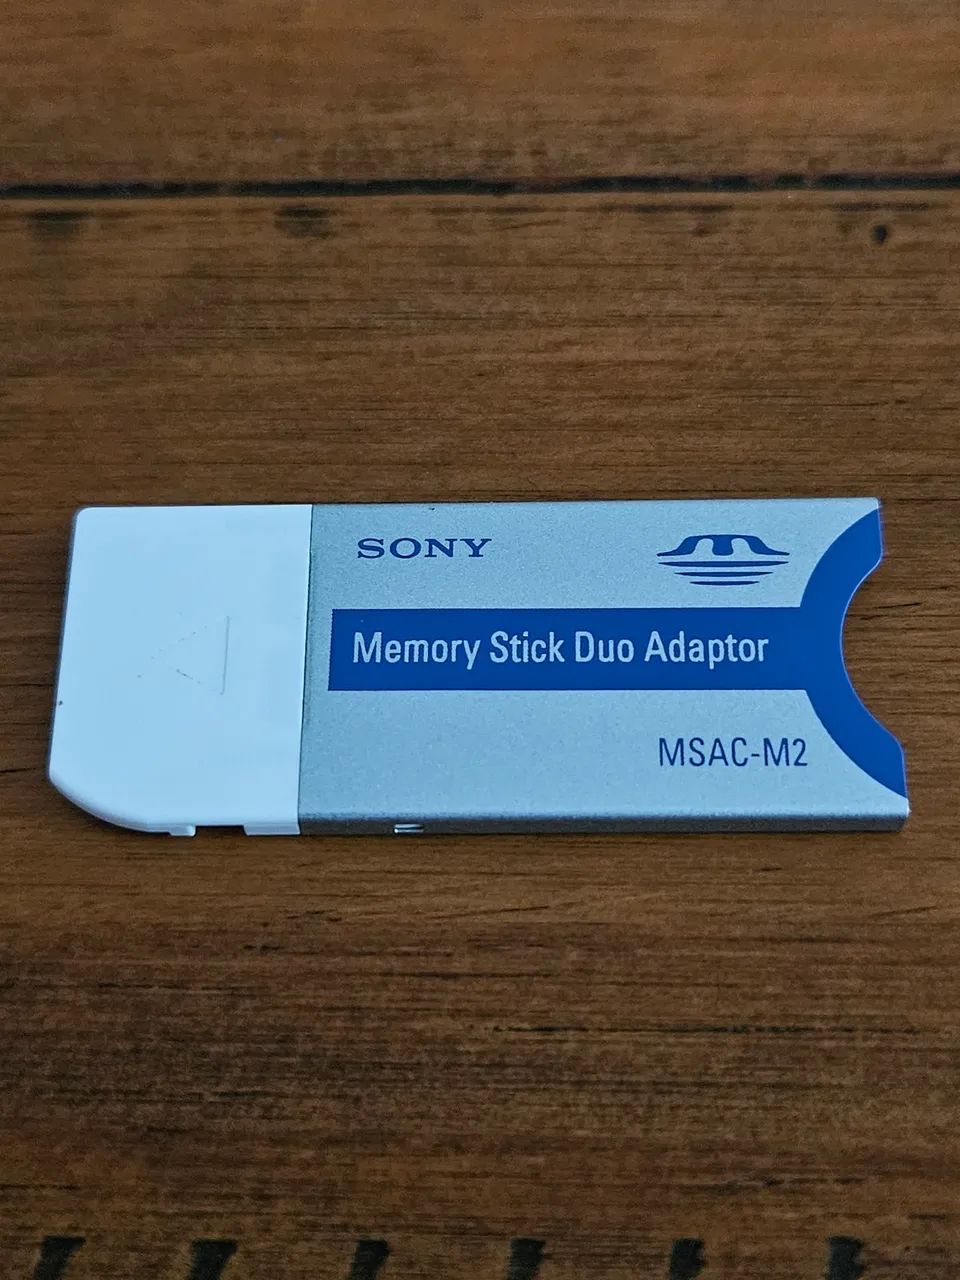 SONY
Memory Stick Duo Adaptor
MSAC-M2